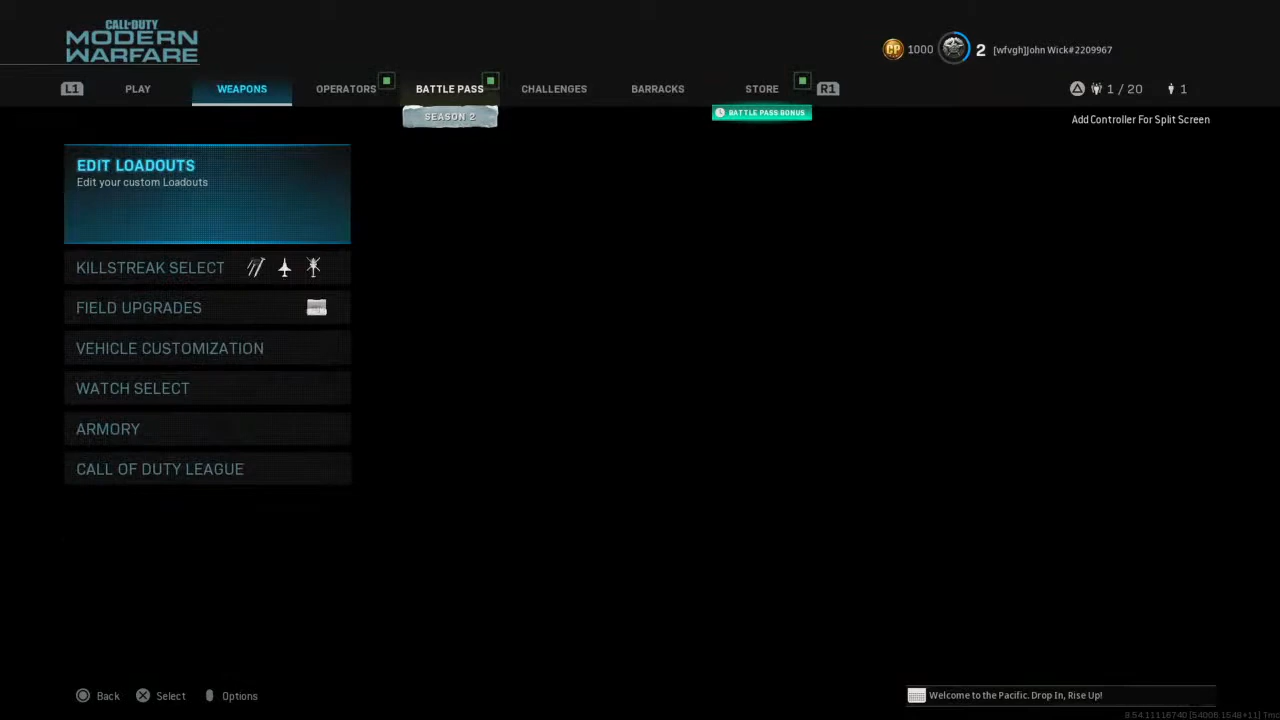 CALL OF DUTY
MODERN
WARFARE
CP 1000 2 [wfvgh]John Wick#2209967
L1 PLAY WEAPONS OPERATORS BATTLE PASS CHALLENGES BARRACKS STORE R1 1 / 20 1
SEASON 2 BATTLE PASS BONUS
Add Controller For Split Screen
EDIT LOADOUTS
Edit your custom Loadouts
KILLSTREAK SELECT
FIELD UPGRADES
VEHICLE CUSTOMIZATION
WATCH SELECT
ARMORY
CALL OF DUTY LEAGUE
Back Select Options
Welcome to the Pacific. Drop In, Rise Up!